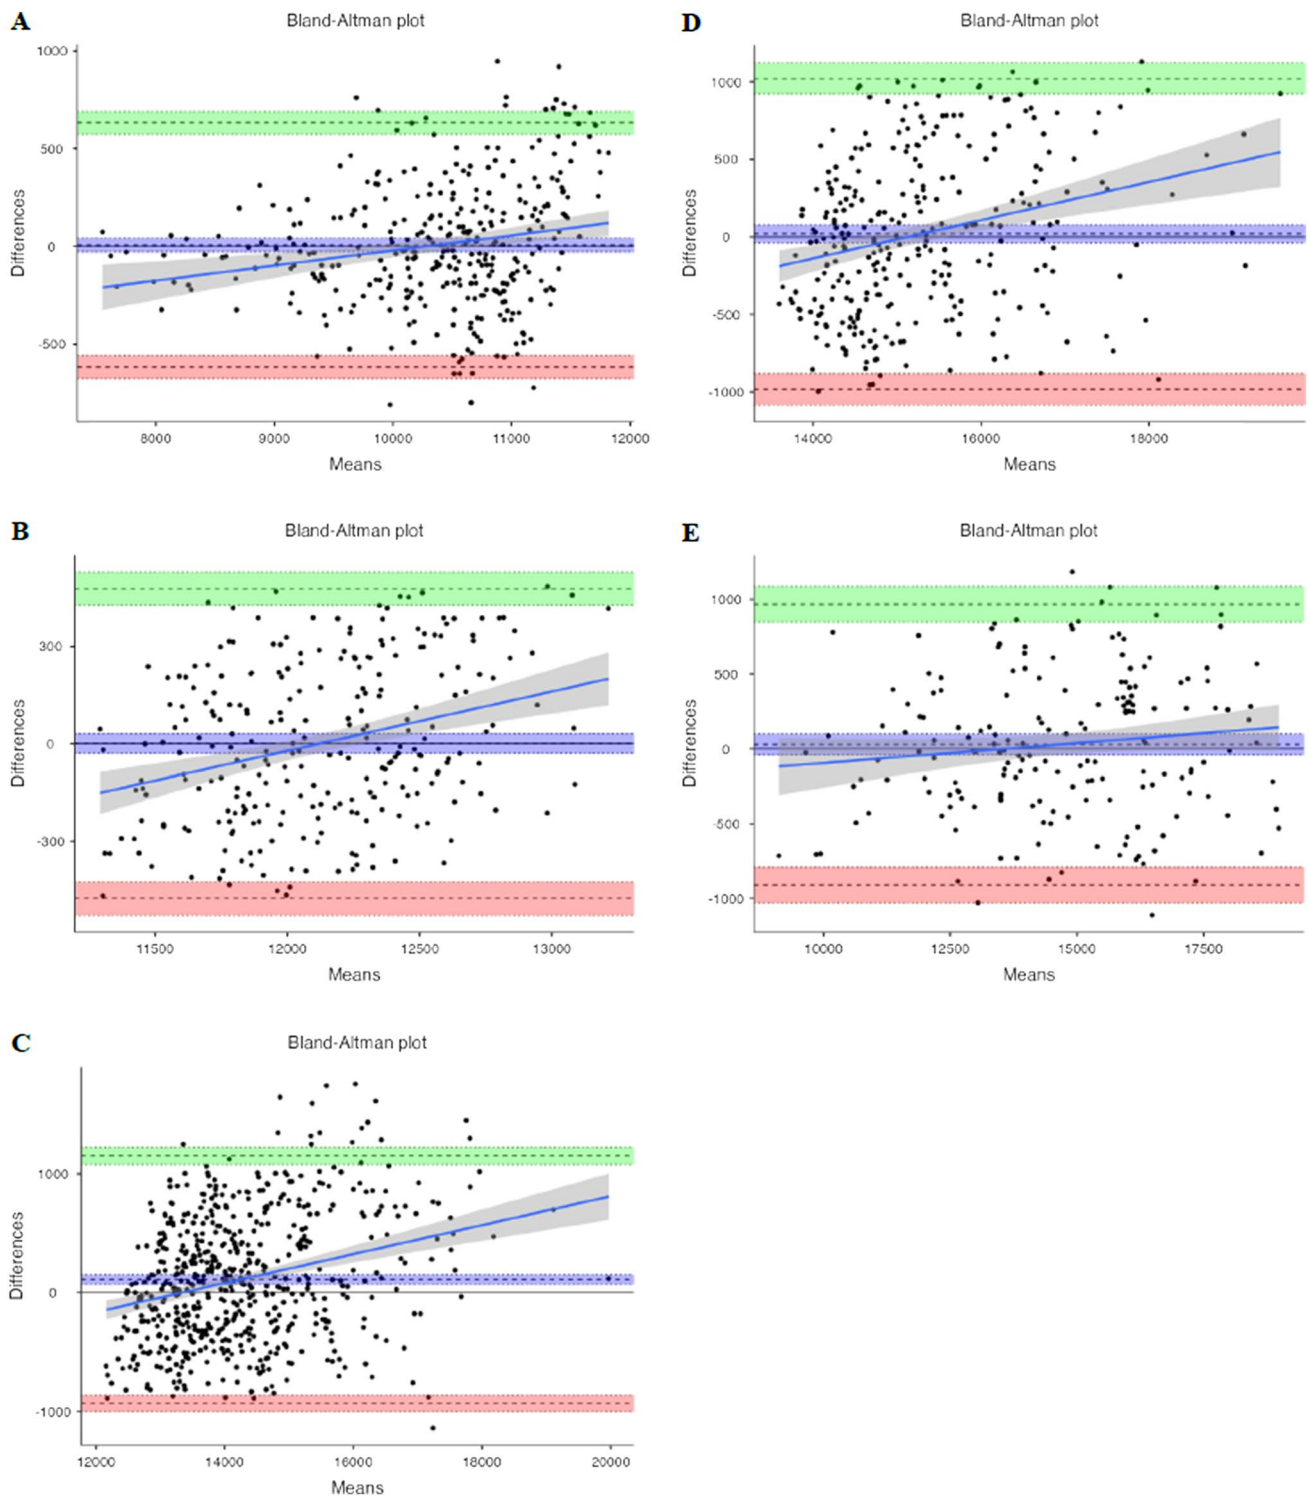 A
Bland-Altman plot
1000
500
0
-500
Differences
8000 9000 10000 11000 12000
Means
D
Bland-Altman plot
1000
500
0
-500
-1000
Differences
14000 16000 18000
Means
B
Bland-Altman plot
300
0
-300
Differences
11500 12000 12500 13000
Means
E
Bland-Altman plot
1000
500
0
-500
-1000
Differences
10000 12500 15000 17500
Means
C
Bland-Altman plot
1000
0
-1000
Differences
12000 14000 16000 18000 20000
Means